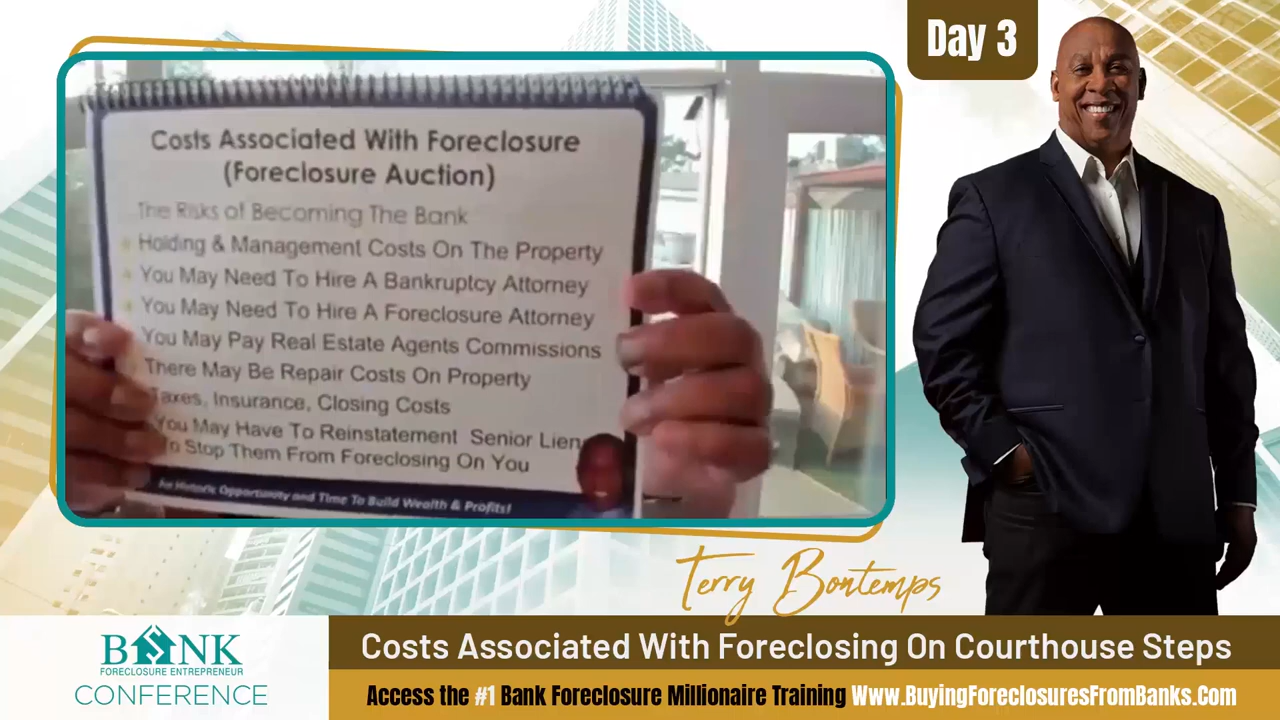 Day 3
Costs Associated With Foreclosure
(Foreclosure Auction)
The Risks of Becoming The Bank
Holding & Management Costs On The Property
You May Need To Hire A Bankruptcy Attorney
You May Need To Hire A Foreclosure Attorney
You May Pay Real Estate Agents Commissions
There May Be Repair Costs On Property
Taxes, Insurance, Closing Costs
You May Have To Reinstatement Senior Lien
To Stop Them From Foreclosing On You
An Historic Opportunity and Time To Build Wealth & Profits!
Terry Bontemps
BANK
FORECLOSURE ENTREPRENEUR
CONFERENCE
Costs Associated With Foreclosing On Courthouse Steps
Access the #1 Bank Foreclosure Millionaire Training Www.BuyingForeclosuresFromBanks.Com